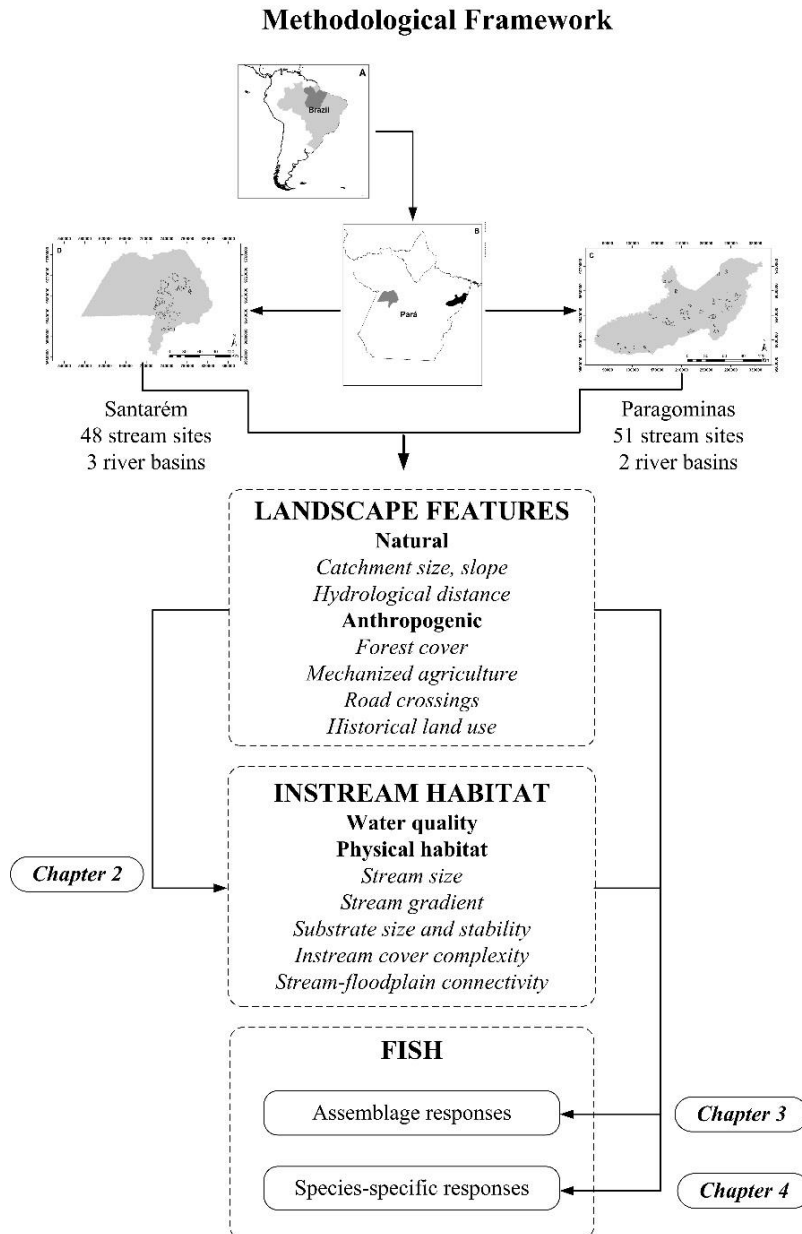 Methodological Framework
A
Brazil
B
Pará
D
C
Santarém
48 stream sites
3 river basins
Paragominas
51 stream sites
2 river basins
LANDSCAPE FEATURES
Natural
Catchment size, slope
Hydrological distance
Anthropogenic
Forest cover
Mechanized agriculture
Road crossings
Historical land use
INSTREAM HABITAT
Water quality
Physical habitat
Stream size
Stream gradient
Substrate size and stability
Instream cover complexity
Stream-floodplain connectivity
Chapter 2
FISH
Assemblage responses
Chapter 3
Species-specific responses
Chapter 4